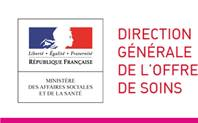 Liberté • Égalité • Fraternité
RÉPUBLIQUE FRANÇAISE
MINISTÈRE
DES AFFAIRES SOCIALES
ET DE LA SANTÉ
DIRECTION
GÉNÉRALE
DE L'OFFRE
DE SOINS